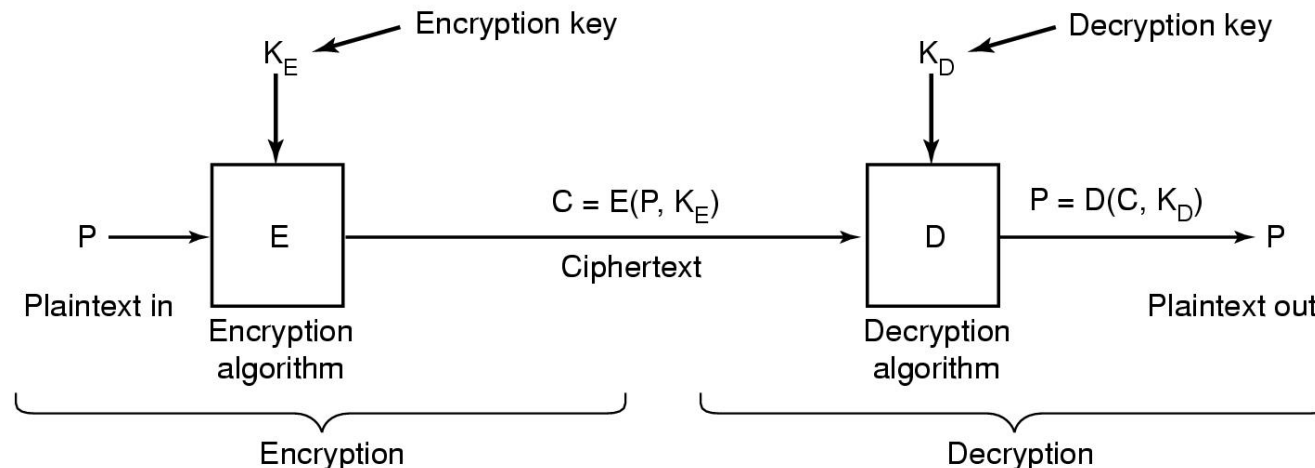 Encryption key
K_E
Decryption key
K_D
P
E
C = E(P, K_E)
D
P = D(C, K_D)
P
Plaintext in
Ciphertext
Plaintext out
Encryption
algorithm
Decryption
algorithm
Encryption
Decryption